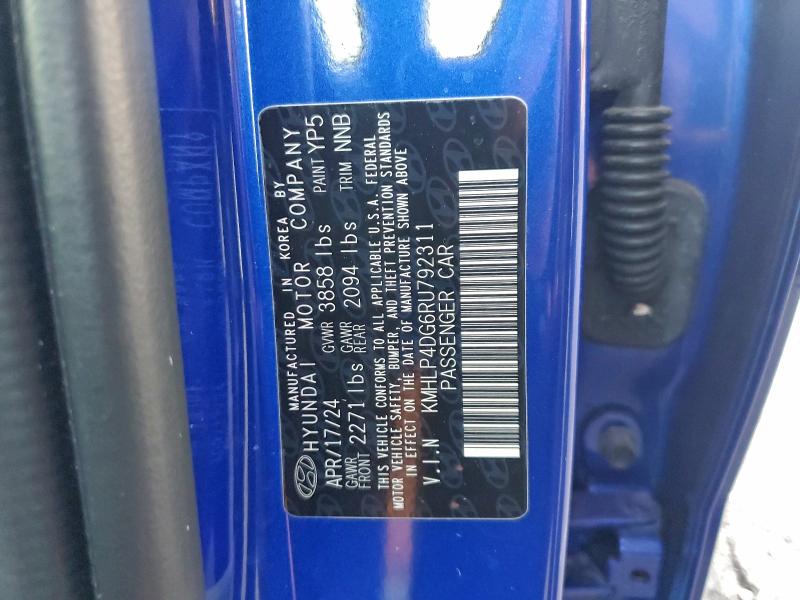 MANUFACTURED IN KOREA BY
HYUNDAI MOTOR COMPANY
APR/17/24 GVWR 3858 lbs PAINT YP5
GAWR FRONT 2271 lbs GAWR REAR 2094 lbs TRIM NNB
THIS VEHICLE CONFORMS TO ALL APPLICABLE U.S.A. FEDERAL
MOTOR VEHICLE SAFETY, BUMPER, AND THEFT PREVENTION STANDARDS
IN EFFECT ON THE DATE OF MANUFACTURE SHOWN ABOVE
V.I.N KMHLP4DG6RU792311
PASSENGER CAR